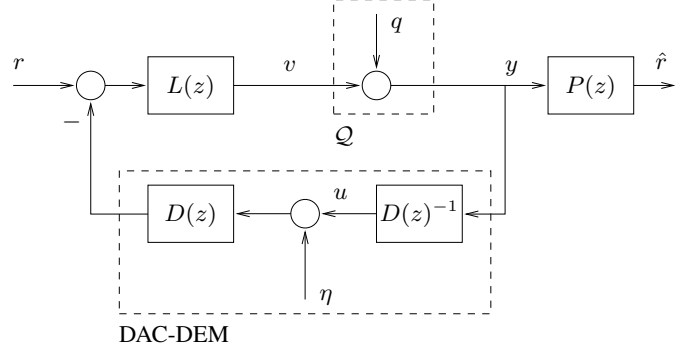 q
r
L(z)
v
y
P(z)
r̂
−
𝒬
D(z)
u
D(z)⁻¹
η
DAC-DEM